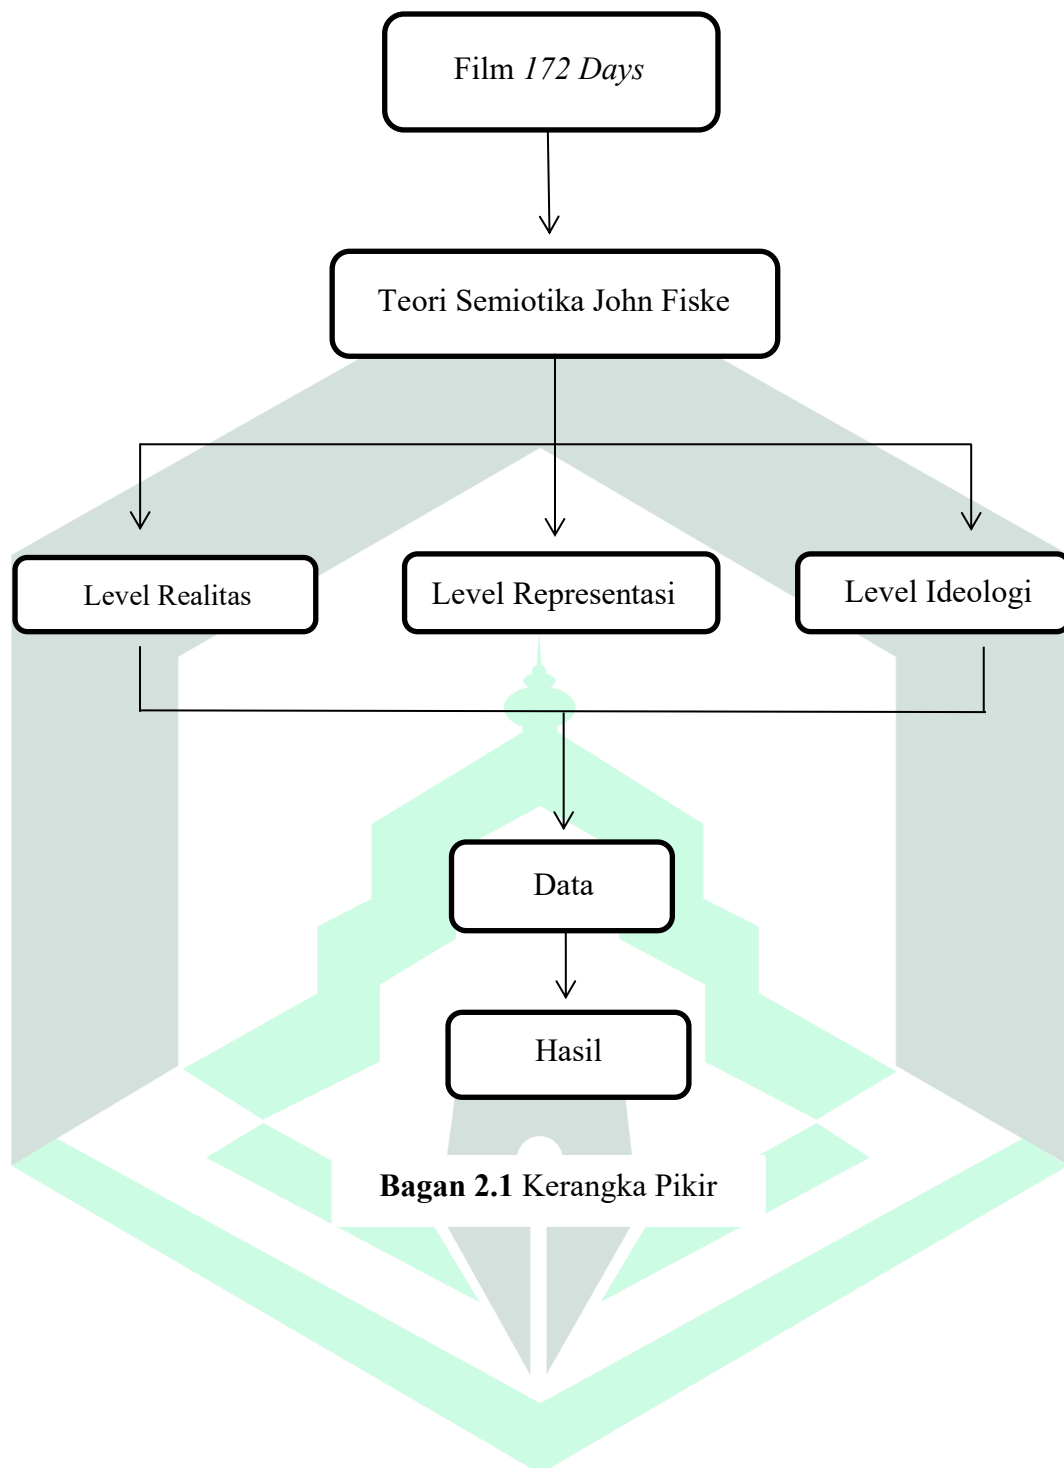 Film 172 Days
Teori Semiotika John Fiske
Level Realitas
Level Representasi
Level Ideologi
Data
Hasil
Bagan 2.1 Kerangka Pikir